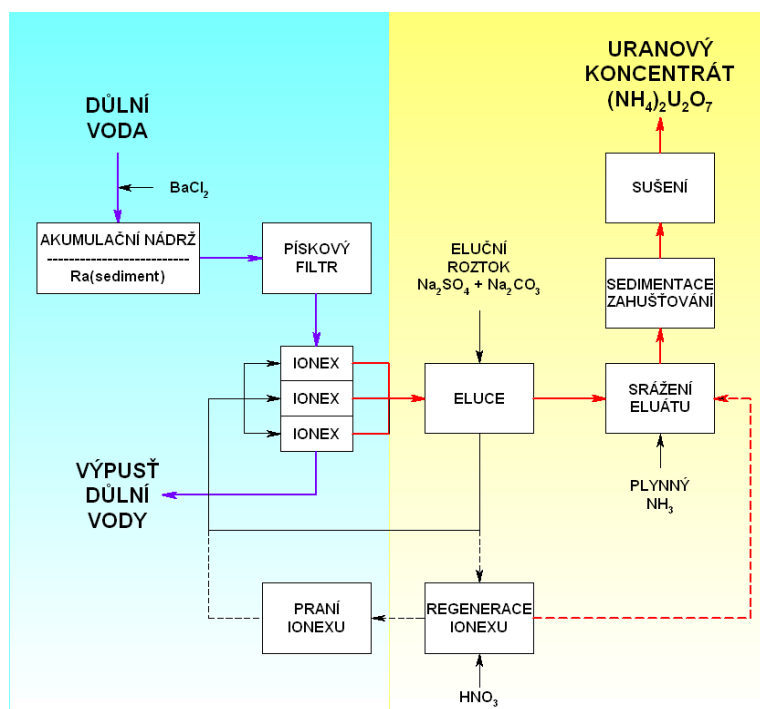 URANOVÝ
KONCENTRÁT
(NH₄)₂U₂O₇
DŮLNÍ
VODA
BaCl₂
SUŠENÍ
AKUMULAČNÍ NÁDRŽ
--------------------------
Ra(sediment)
PÍSKOVÝ
FILTR
ELUČNÍ
ROZTOK
Na₂SO₄ + Na₂CO₃
SEDIMENTACE
ZAHUŠŤOVÁNÍ
IONEX
IONEX
IONEX
ELUCE
SRÁŽENÍ
ELUÁTU
VÝPUSŤ
DŮLNÍ
VODY
PLYNNÝ
NH₃
PRANÍ
IONEXU
REGENERACE
IONEXU
HNO₃